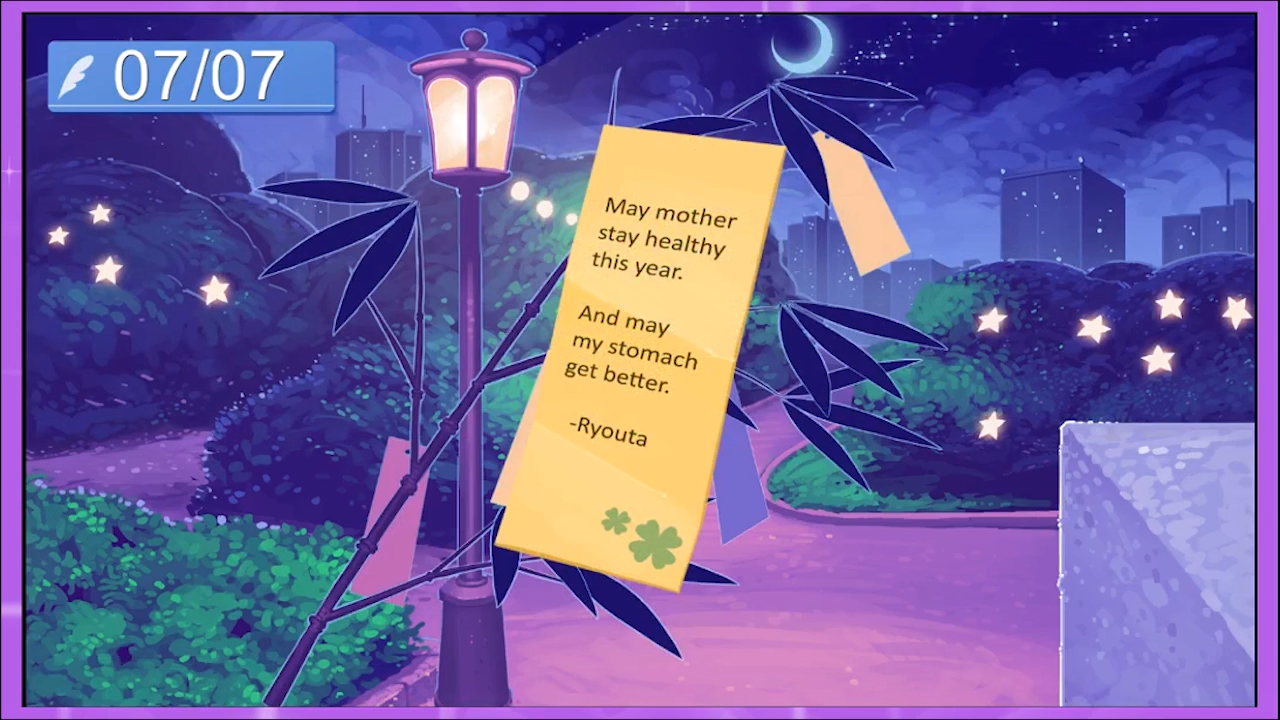 07/07
May mother
stay healthy
this year.
And may
my stomach
get better.
-Ryouta